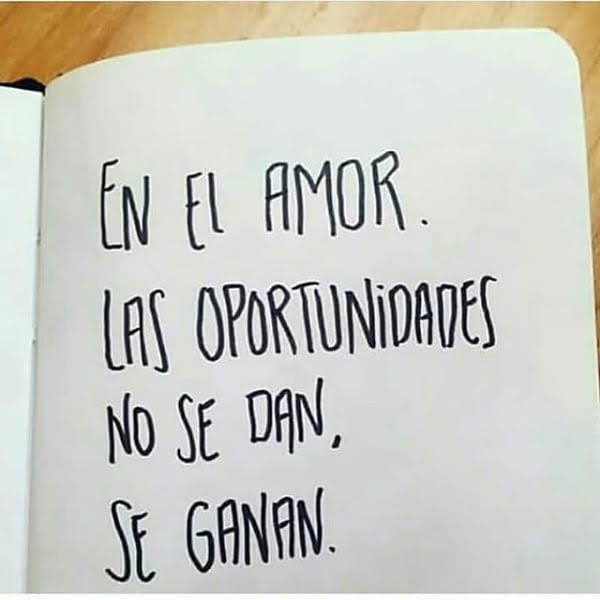 EN El AMOR.
LAS OPORTUNiDADES
NO SE DAN,
SE GANAN.